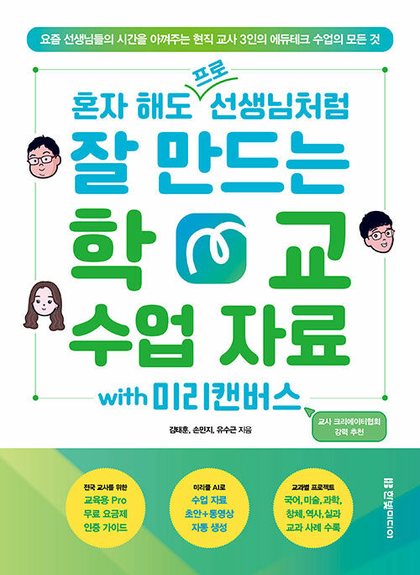 요즘 선생님들의 시간을 아껴주는 현직 교사 3인의 에듀테크 수업의 모든 것
프로
혼자 해도 선생님처럼
잘 만드는
학교
수업 자료
with 미리캔버스
김태훈, 손민지, 유수근 지음
교사 크리에이터협회
강력 추천
전국 교사를 위한
교육용 Pro
무료 요금제
인증 가이드
미리클 AI로
수업 자료
초안+동영상
자동 생성
교과별 프로젝트
국어, 미술, 과학,
창체, 역사, 실과
교과 사례 수록
한빛미디어